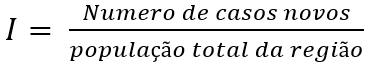 I = Numero de casos novos
população total da região